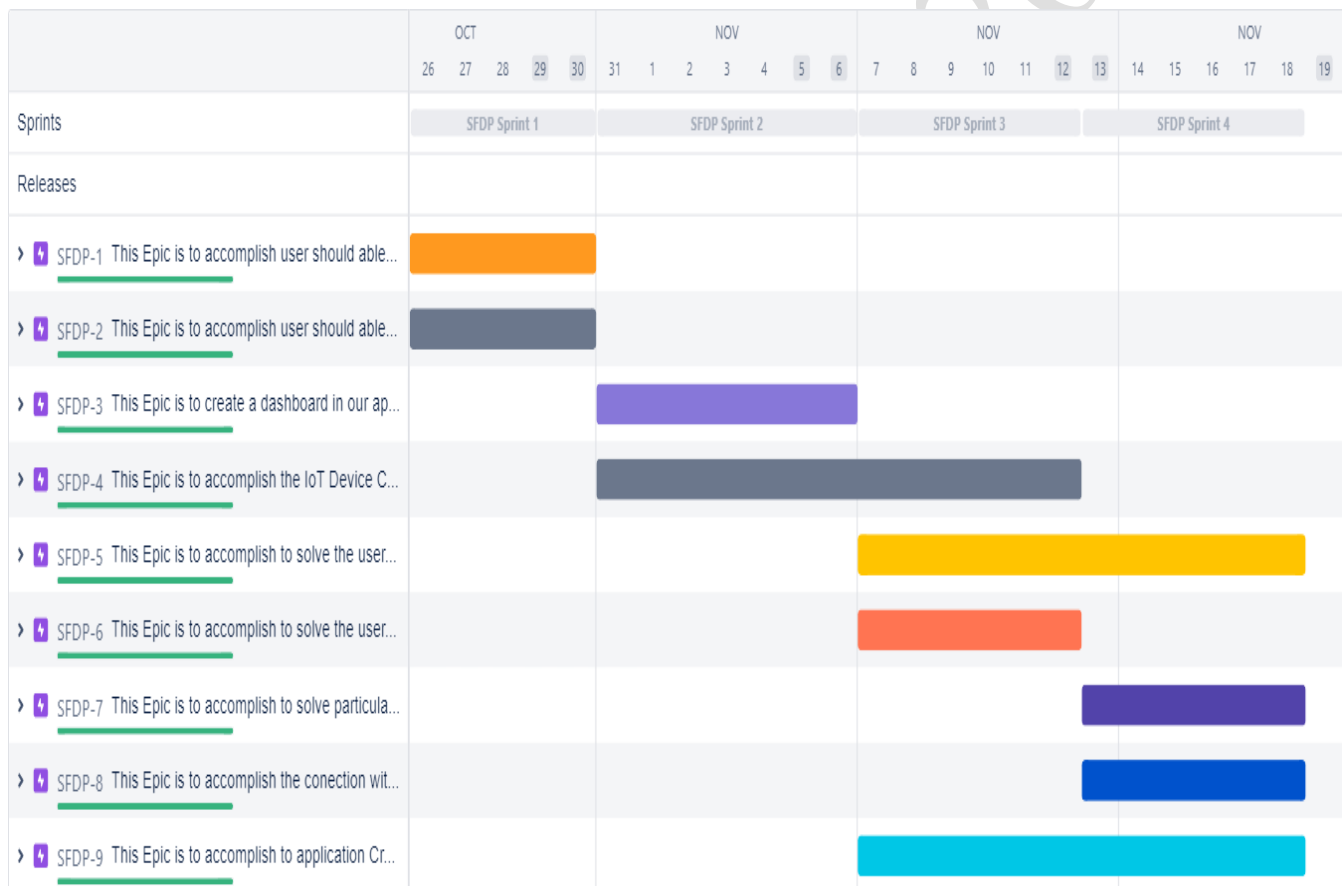 OCT NOV NOV NOV
26 27 28 29 30 31 1 2 3 4 5 6 7 8 9 10 11 12 13 14 15 16 17 18 19
Sprints SFDP Sprint 1 SFDP Sprint 2 SFDP Sprint 3 SFDP Sprint 4
Releases
SFDP-1 This Epic is to accomplish user should able...
SFDP-2 This Epic is to accomplish user should able...
SFDP-3 This Epic is to create a dashboard in our ap...
SFDP-4 This Epic is to accomplish the IoT Device C...
SFDP-5 This Epic is to accomplish to solve the user...
SFDP-6 This Epic is to accomplish to solve the user...
SFDP-7 This Epic is to accomplish to solve particula...
SFDP-8 This Epic is to accomplish the conection wit...
SFDP-9 This Epic is to accomplish to application Cr...